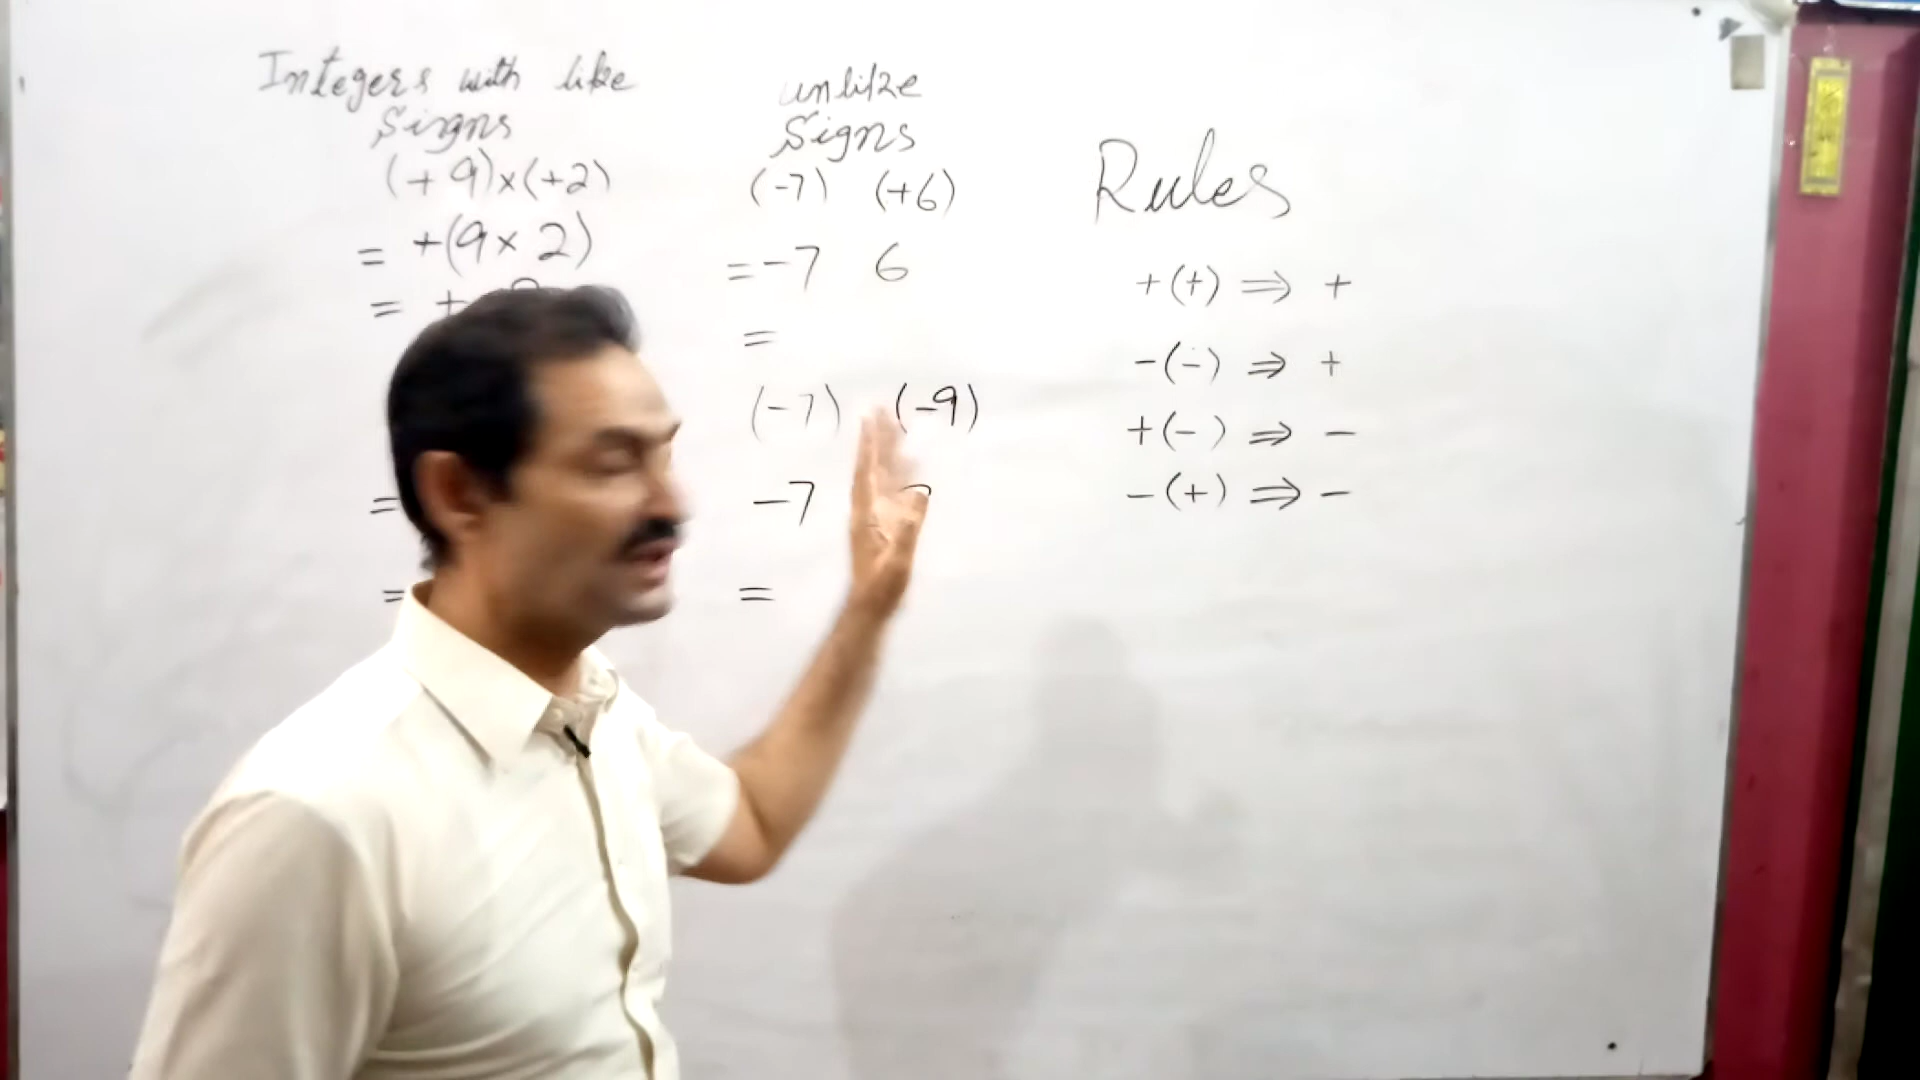 Integers with like
Signs
(+9)×(+2)
= +(9× 2)
= +
=
=
unlike
Signs
(-7) (+6)
=-7 6
=
(-7) (-9)
-7
=
Rules
+(+) ⇒ +
-(-) ⇒ +
+(-) ⇒ -
-(+) ⇒ -